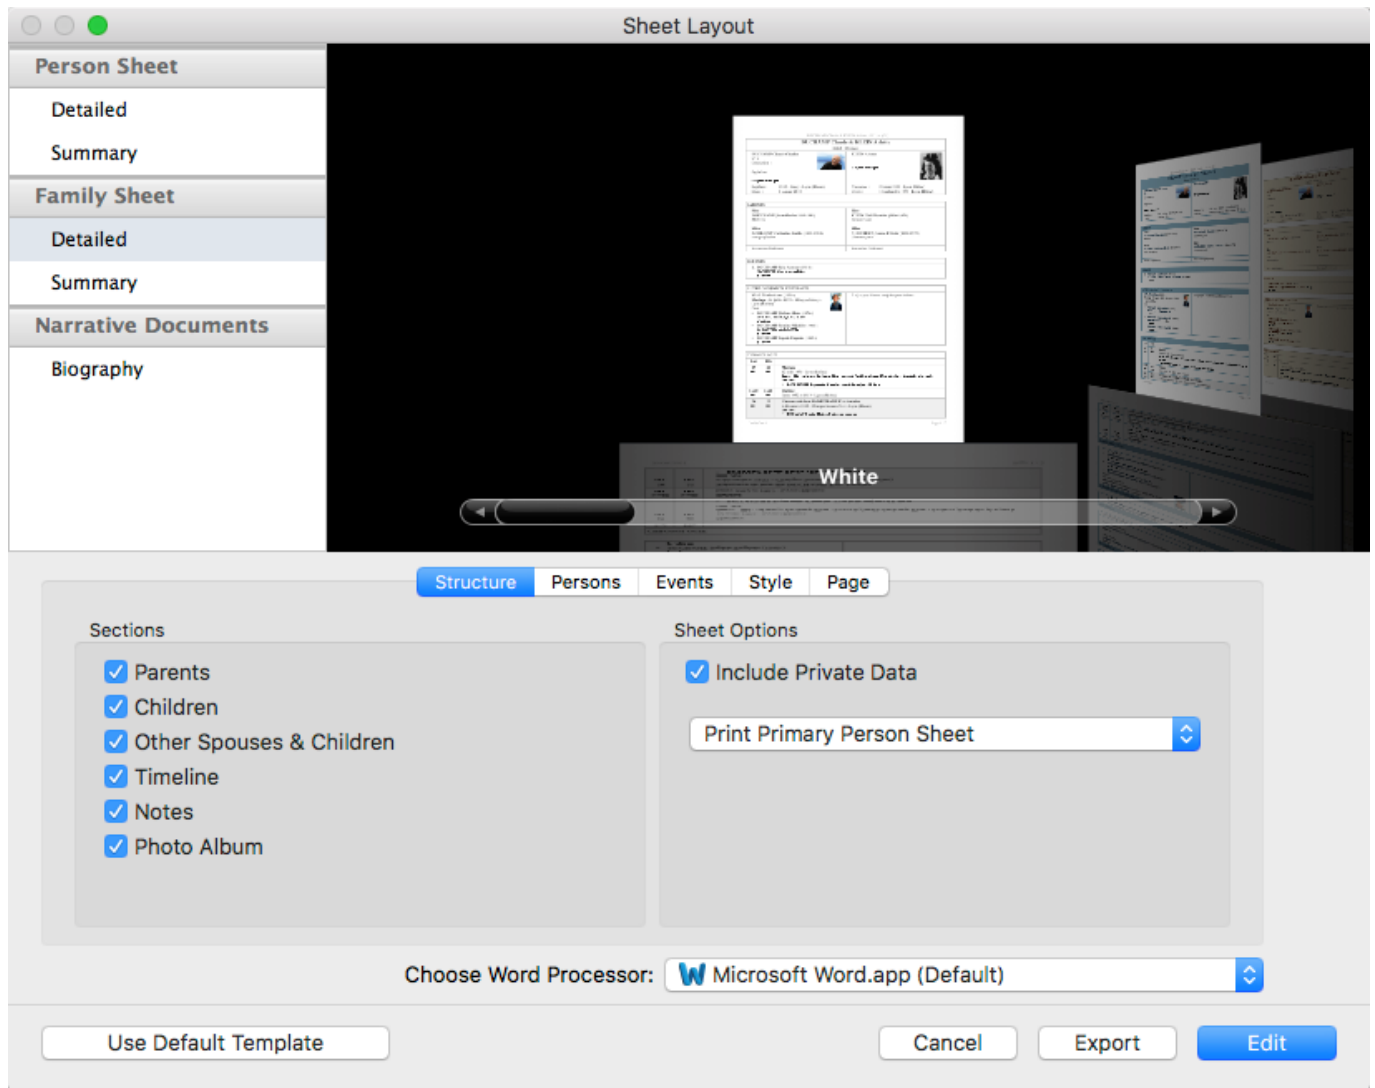 Sheet Layout
Person Sheet
Detailed
Summary
Family Sheet
Detailed
Summary
Narrative Documents
Biography
White
Structure
Persons
Events
Style
Page
Sections
Parents
Children
Other Spouses & Children
Timeline
Notes
Photo Album
Sheet Options
Include Private Data
Print Primary Person Sheet
Choose Word Processor:
Microsoft Word.app (Default)
Use Default Template
Cancel
Export
Edit